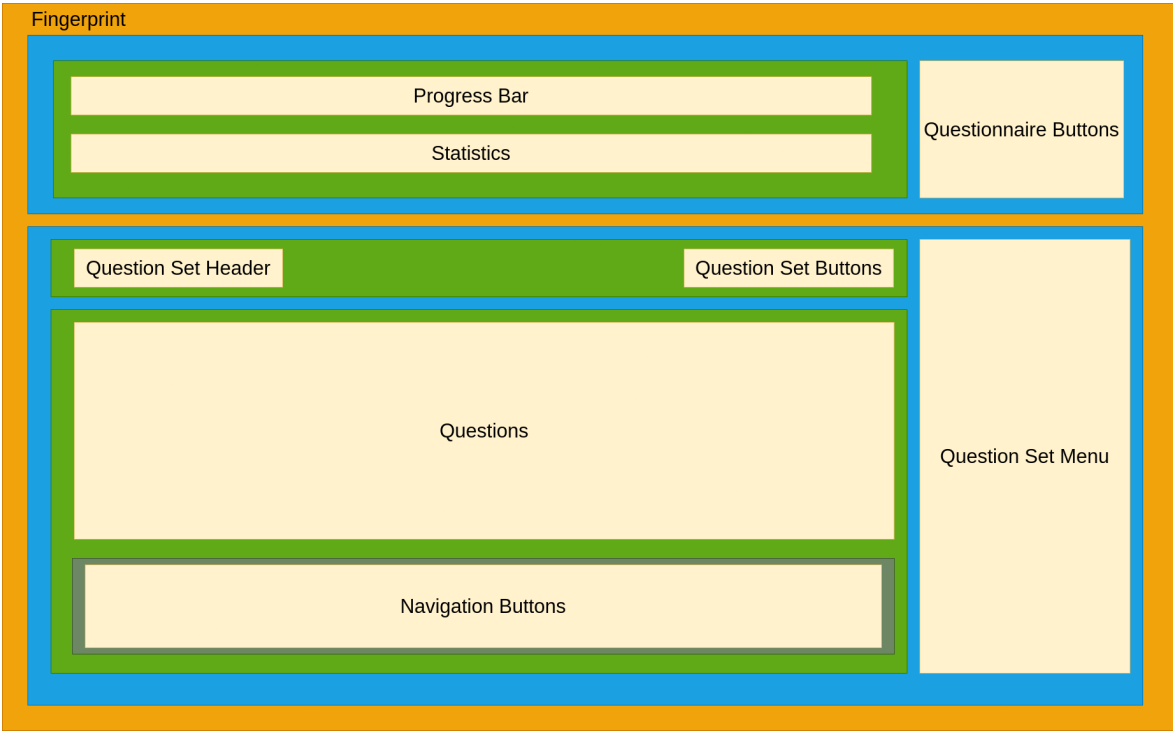 Fingerprint
Progress Bar
Statistics
Questionnaire Buttons
Question Set Header
Question Set Buttons
Questions
Question Set Menu
Navigation Buttons